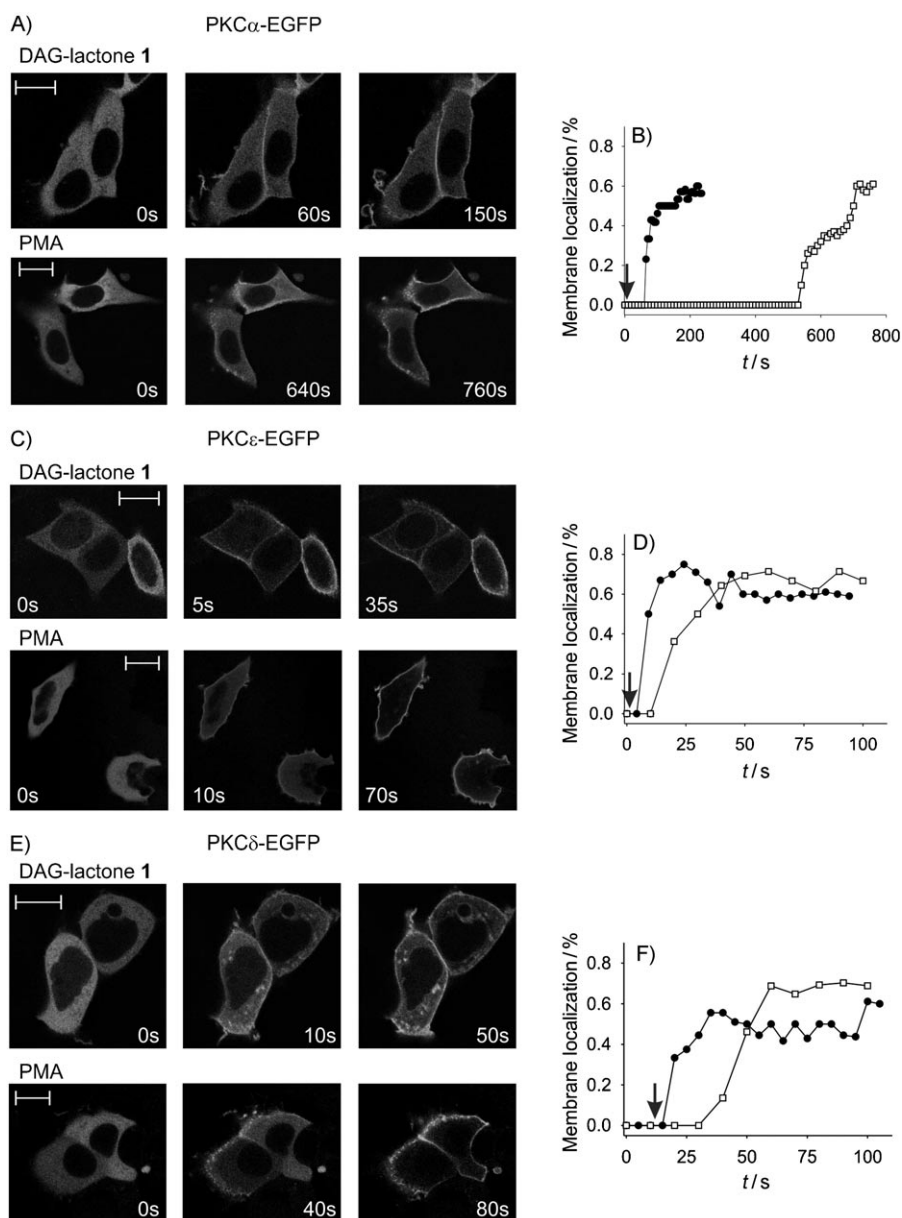 A)
PKCα-EGFP
DAG-lactone 1
0s
60s
150s
PMA
0s
640s
760s
B)
Membrane localization / %
0.8
0.6
0.4
0.2
0.0
0 200 400 600 800
t / s
C)
PKCε-EGFP
DAG-lactone 1
0s
5s
35s
PMA
0s
10s
70s
D)
Membrane localization / %
0.8
0.6
0.4
0.2
0.0
0 25 50 75 100
t / s
E)
PKCδ-EGFP
DAG-lactone 1
0s
10s
50s
PMA
0s
40s
80s
F)
Membrane localization / %
0.8
0.6
0.4
0.2
0.0
0 25 50 75 100
t / s